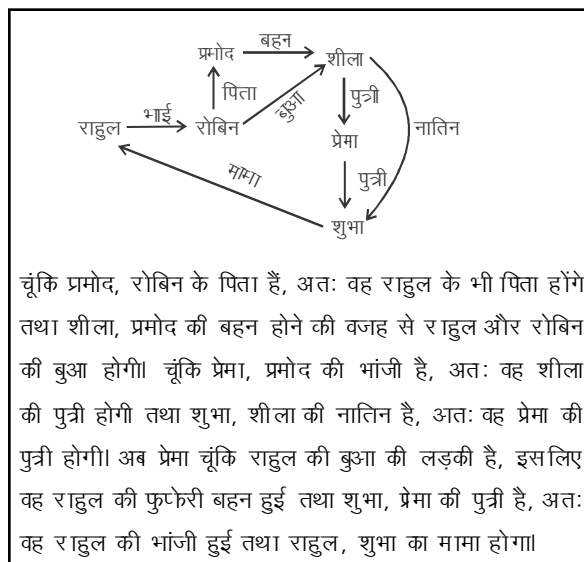 बहन
प्रमोद
शीला
पिता
बुआ
पुत्री
भाई
राहुल
रोबिन
प्रेमा
नातिन
मामा
पुत्री
शुभा
चूंकि प्रमोद, रोबिन के पिता हैं, अतः वह राहुल के भी पिता होंगे
तथा शीला, प्रमोद की बहन होने की वजह से राहुल और रोबिन
की बुआ होगी। चूंकि प्रेमा, प्रमोद की भांजी है, अतः वह शीला
की पुत्री होगी तथा शुभा, शीला की नातिन है, अतः वह प्रेमा की
पुत्री होगी। अब प्रेमा चूंकि राहुल की बुआ की लड़की है, इसलिए
वह राहुल की फुफेरी बहन हुई तथा शुभा, प्रेमा की पुत्री है, अतः
वह राहुल की भांजी हुई तथा राहुल, शुभा का मामा होगा।